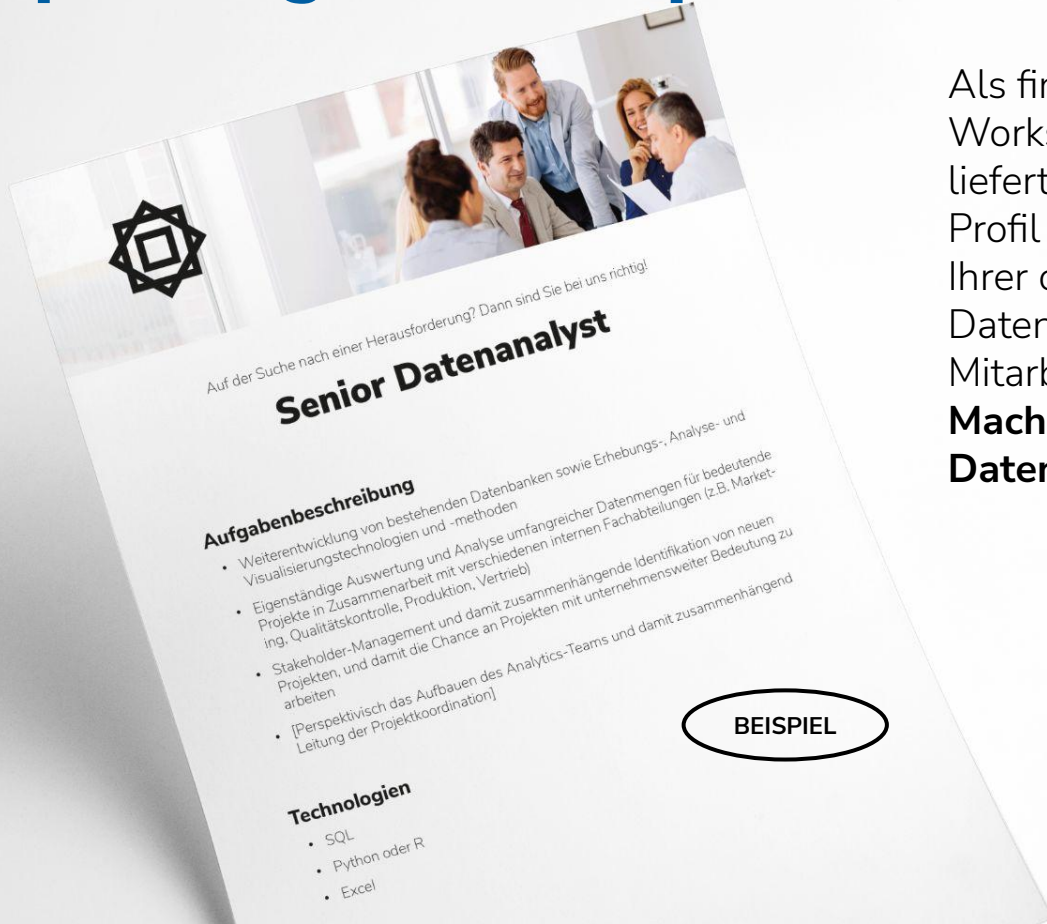 Auf der Suche nach einer Herausforderung? Dann sind Sie bei uns richtig!
Senior Datenanalyst
Aufgabenbeschreibung
• Weiterentwicklung von bestehenden Datenbanken sowie Erhebungs-, Analyse- und
Visualisierungstechnologien und -methoden
• Eigenständige Auswertung und Analyse umfangreicher Datenmengen für bedeutende
Projekte in Zusammenarbeit mit verschiedenen internen Fachabteilungen (z.B. Market-
ing, Qualitätskontrolle, Produktion, Vertrieb)
• Stakeholder-Management und damit zusammenhängende Identifikation von neuen
Projekten, und damit die Chance an Projekten mit unternehmensweiter Bedeutung zu
arbeiten
• [Perspektivisch das Aufbauen des Analytics-Teams und damit zusammenhängend
Leitung der Projektkoordination]
BEISPIEL
Technologien
• SQL
• Python oder R
• Excel
Als
Works
liefert
Profil
Ihrer
Daten
Mitarb
Mach
Daten